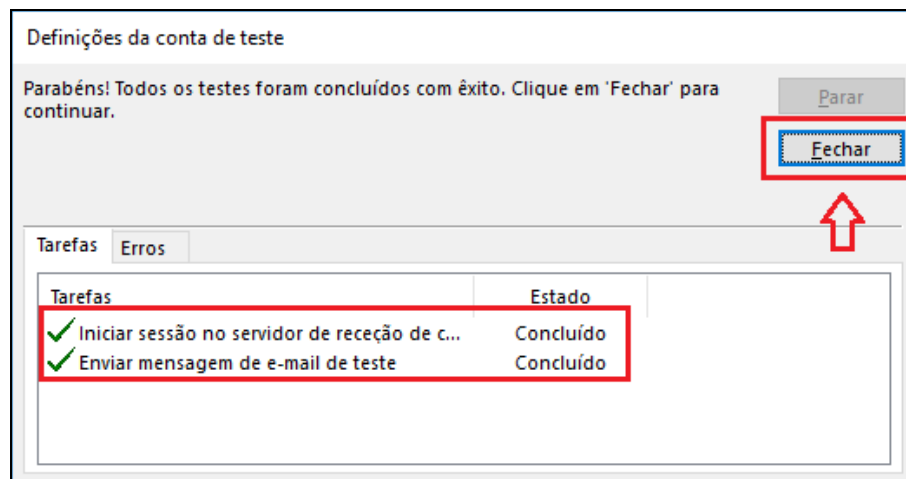 Definições da conta de teste
Parabéns! Todos os testes foram concluídos com êxito. Clique em 'Fechar' para
continuar.
Parar
Fechar
Tarefas Erros
Tarefas Estado
Iniciar sessão no servidor de receção de c... Concluído
Enviar mensagem de e-mail de teste Concluído